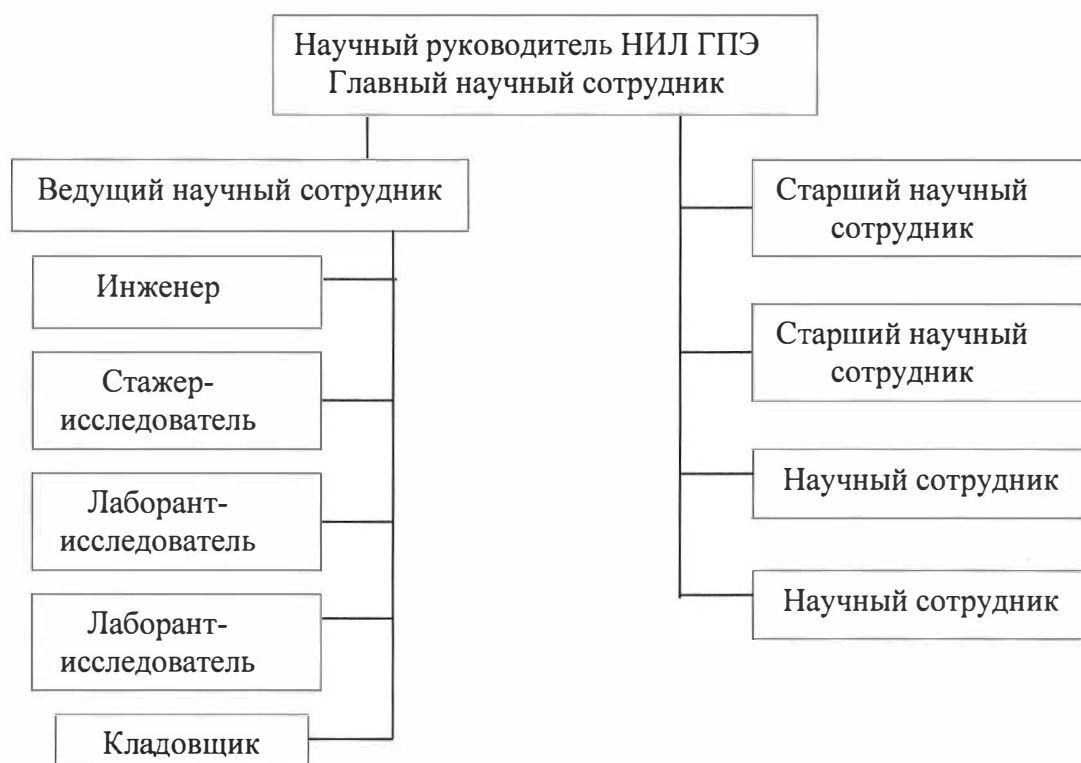 Научный руководитель НИЛ ГПЭ
Главный научный сотрудник
Ведущий научный сотрудник
Инженер
Стажер-
исследователь
Лаборант-
исследователь
Лаборант-
исследователь
Кладовщик
Старший научный
сотрудник
Старший научный
сотрудник
Научный сотрудник
Научный сотрудник